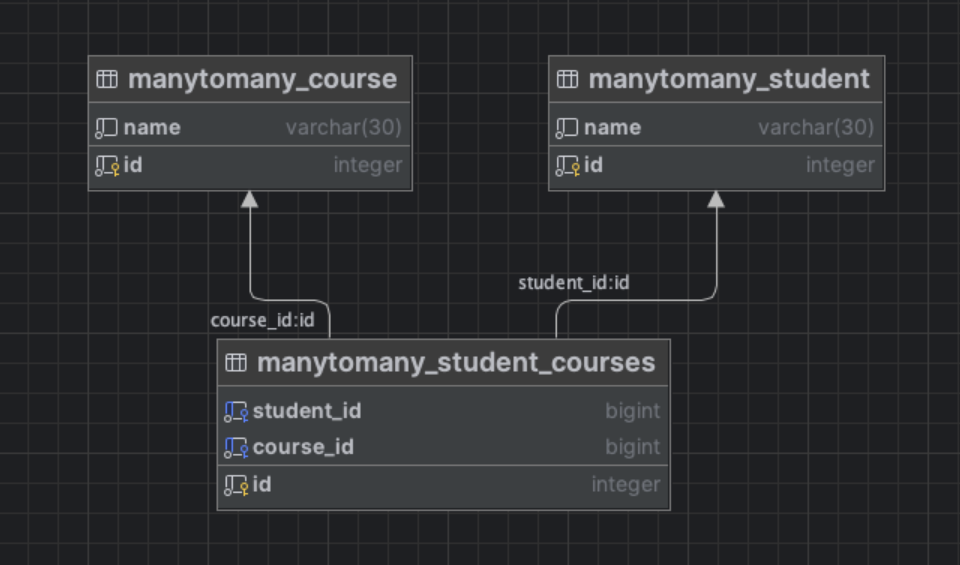 manytomany_course
name varchar(30)
id integer
manytomany_student
name varchar(30)
id integer
student_id:id
course_id:id
manytomany_student_courses
student_id bigint
course_id bigint
id integer